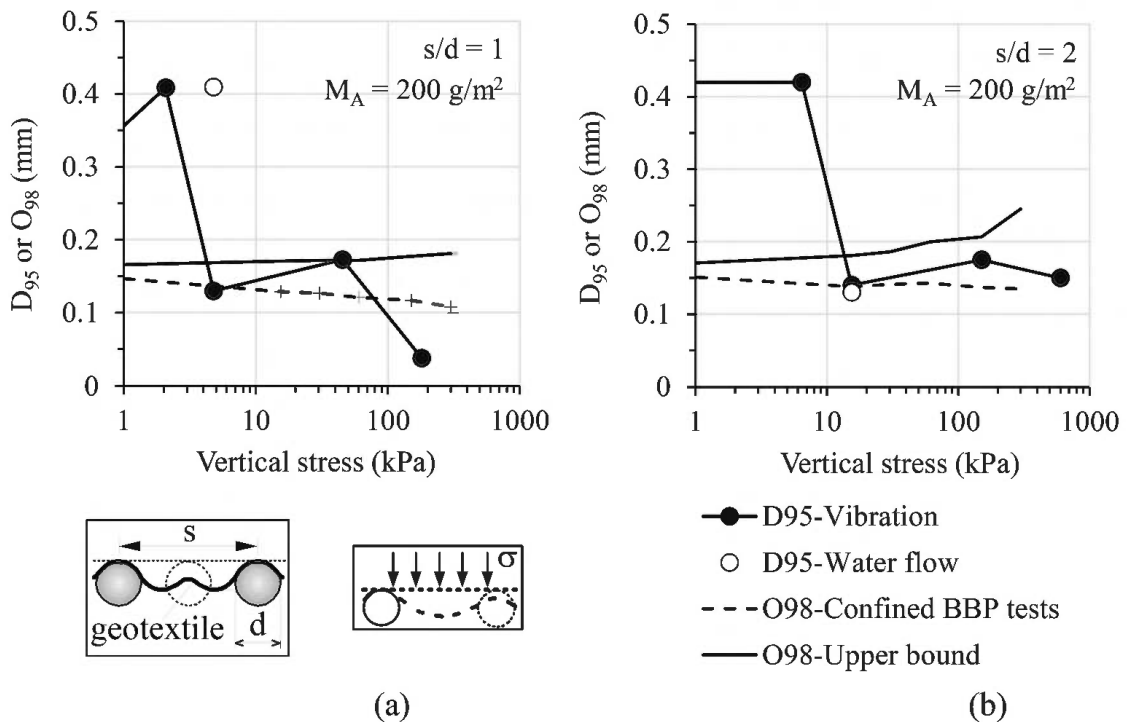 (a)
0.5
0.4
0.3
0.2
0.1
0
D₉₅ or O₉₈ (mm)
s/d = 1
M_A = 200 g/m²
1
10
100
1000
Vertical stress (kPa)
s
geotextile
d
σ
(b)
0.5
0.4
0.3
0.2
0.1
0
D₉₅ or O₉₈ (mm)
s/d = 2
M_A = 200 g/m²
1
10
100
1000
Vertical stress (kPa)
D95-Vibration
D95-Water flow
O98-Confined BBP tests
O98-Upper bound
(a)
(b)